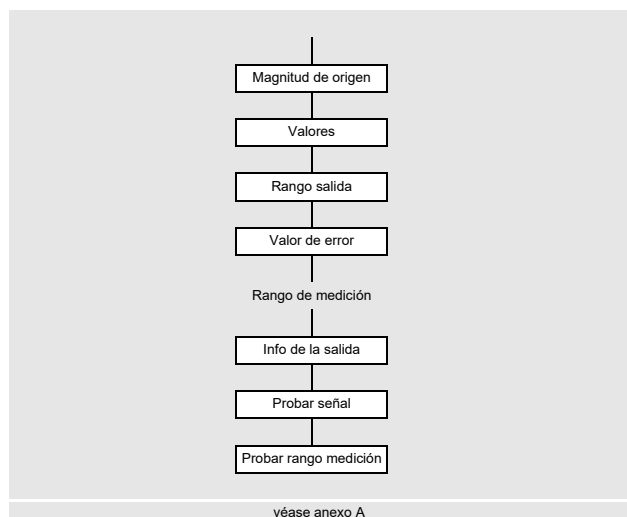 Magnitud de origen
Valores
Rango salida
Valor de error
Rango de medición
Info de la salida
Probar señal
Probar rango medición
véase anexo A